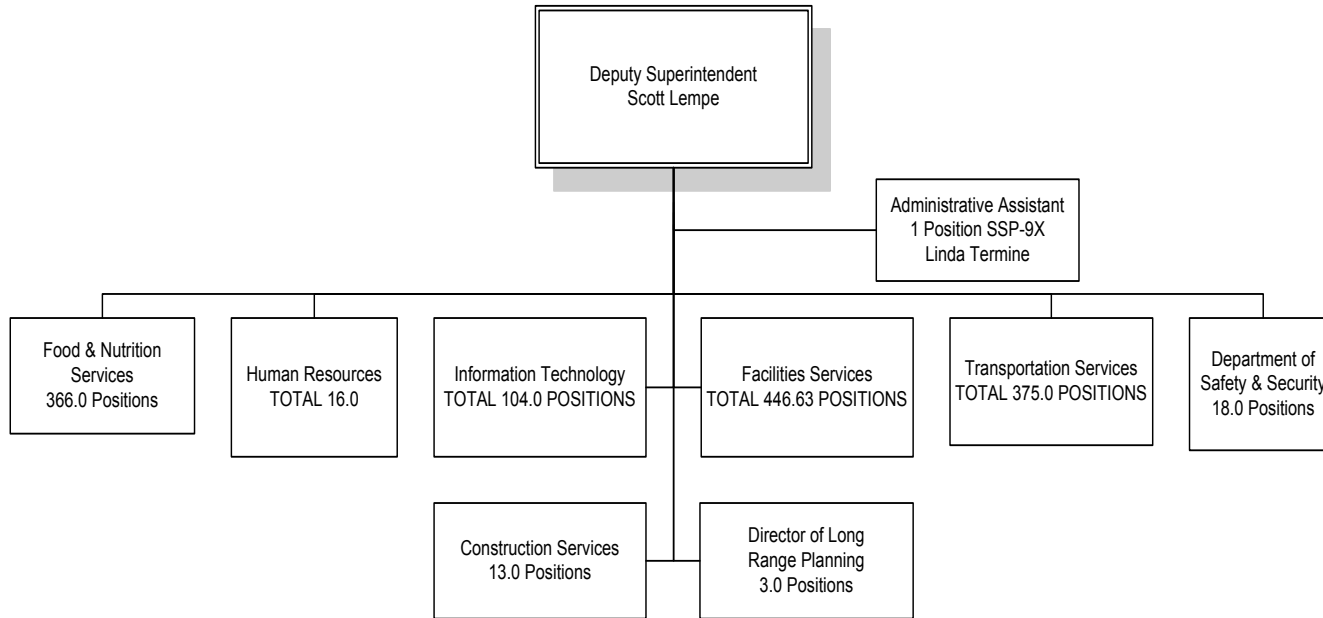 Deputy Superintendent
Scott Lempe
Administrative Assistant
1 Position SSP-9X
Linda Termine
Food & Nutrition
Services
366.0 Positions
Human Resources
TOTAL 16.0
Information Technology
TOTAL 104.0 POSITIONS
Facilities Services
TOTAL 446.63 POSITIONS
Transportation Services
TOTAL 375.0 POSITIONS
Department of
Safety & Security
18.0 Positions
Construction Services
13.0 Positions
Director of Long
Range Planning
3.0 Positions